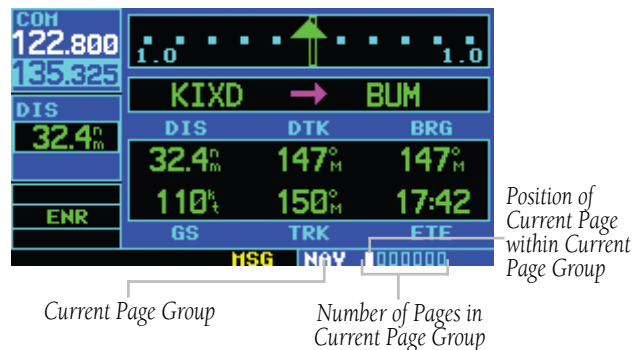 COM
122.800
135.325
1.0 1.0
KIXD → BUM
DIS
32.4nm
DIS DTK BRG
32.4nm 147°M 147°M
110kt 150°M 17:42
ENR
GS TRK ETE
MSG NAV
Position of
Current Page
within Current
Page Group
Current Page Group
Number of Pages in
Current Page Group